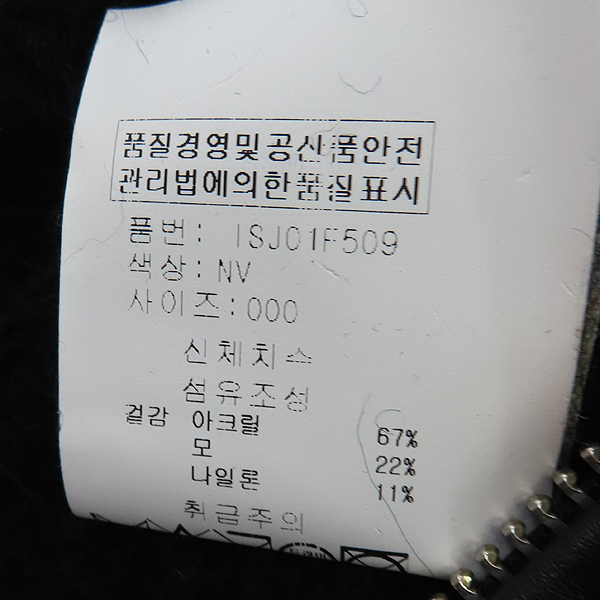 품질경영및공산품안전
관리법에의한품질표시
품번: ISJ01F509
색상: NV
사이즈: 000
신체치수
섬유조성
겉감 아크릴 67%
모 22%
나일론 11%
취급주의